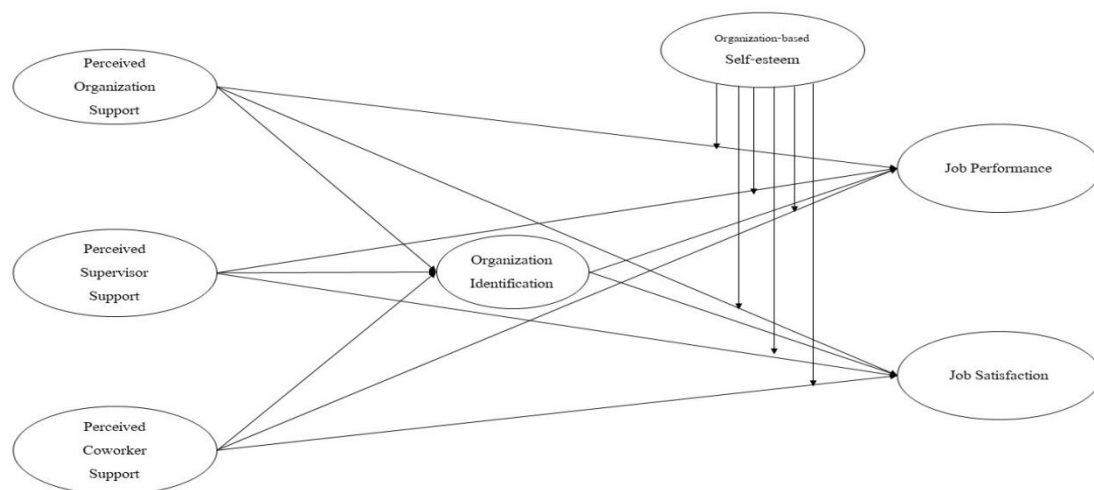 Organization-based
Self-esteem
Perceived
Organization
Support
Job Performance
Perceived
Supervisor
Support
Organization
Identification
Job Satisfaction
Perceived
Coworker
Support